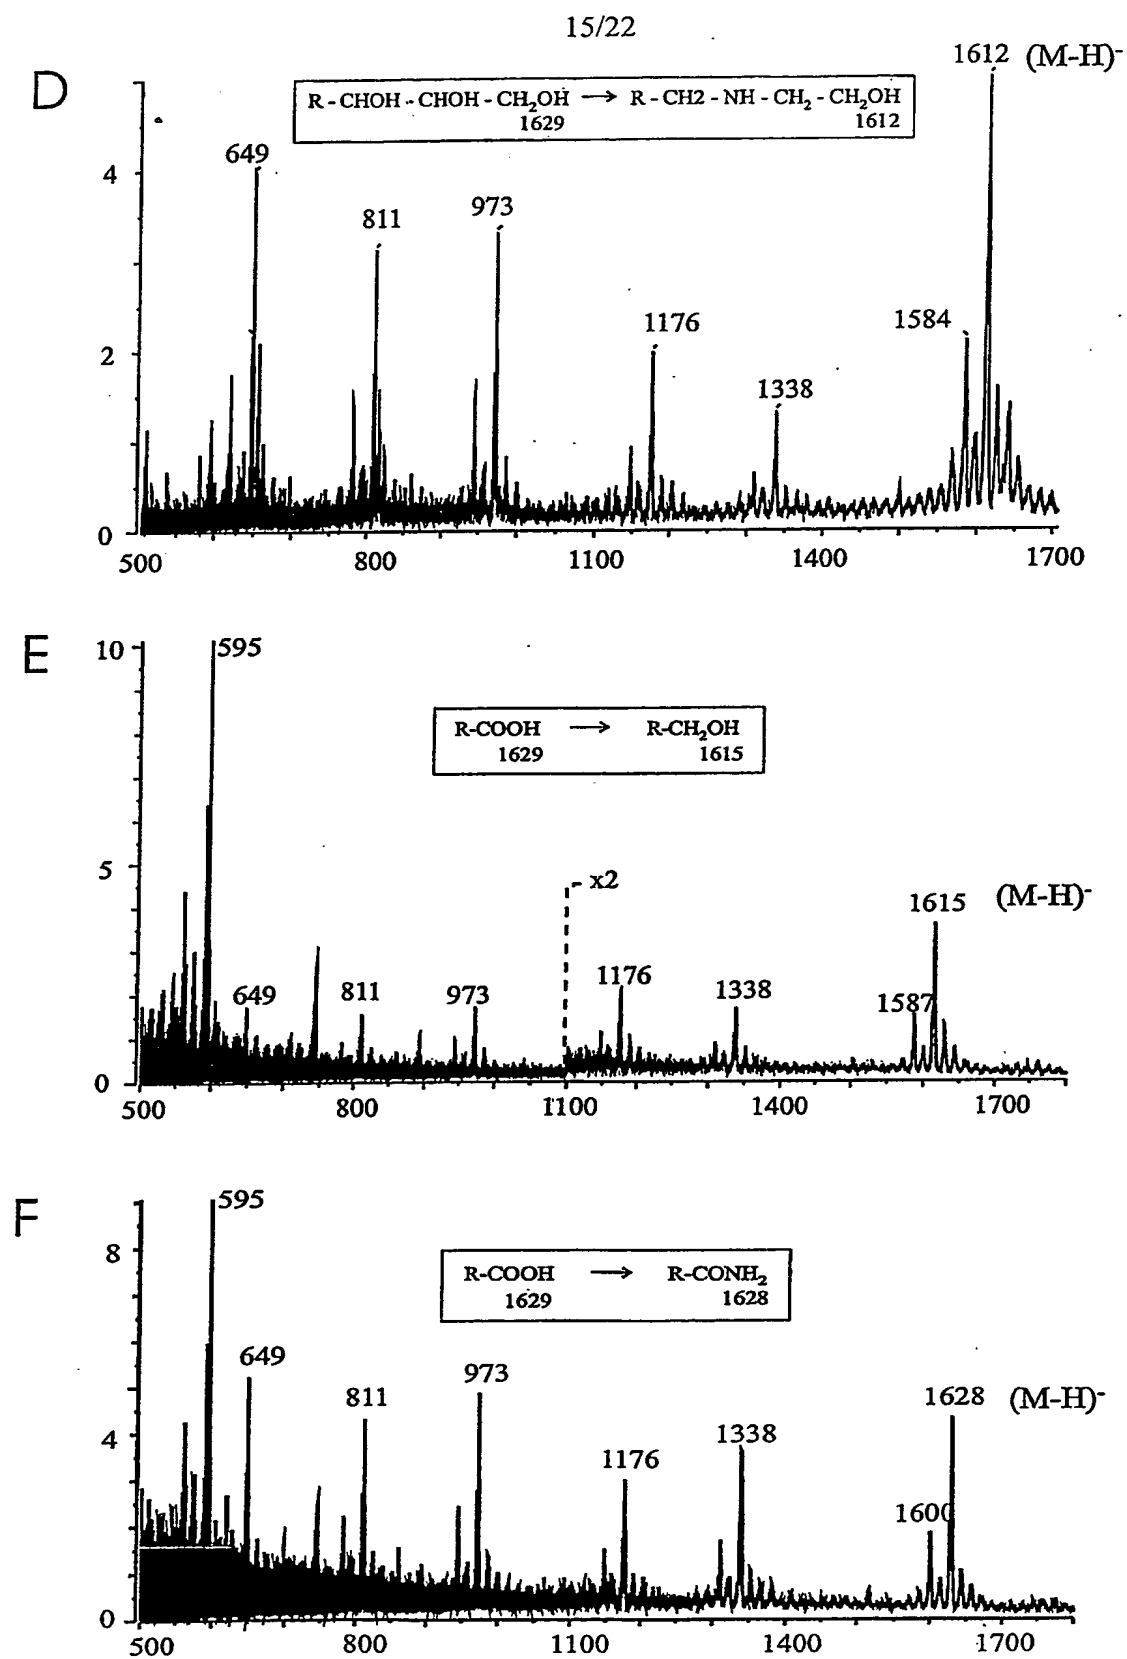 15/22
D
1612 (M-H)-
R - CHOH - CHOH - CH2OH → R - CH2 - NH - CH2 - CH2OH
1629 1612
649
811
973
1176
1338
1584
4
2
0
500 800 1100 1400 1700
E
10
595
R-COOH → R-CH2OH
1629 1615
5
x2
1615 (M-H)-
649
811
973
1176
1338
1587
0
500 800 1100 1400 1700
F
595
8
R-COOH → R-CONH2
1629 1628
649
811
973
1176
1338
1628 (M-H)-
1600
4
0
500 800 1100 1400 1700